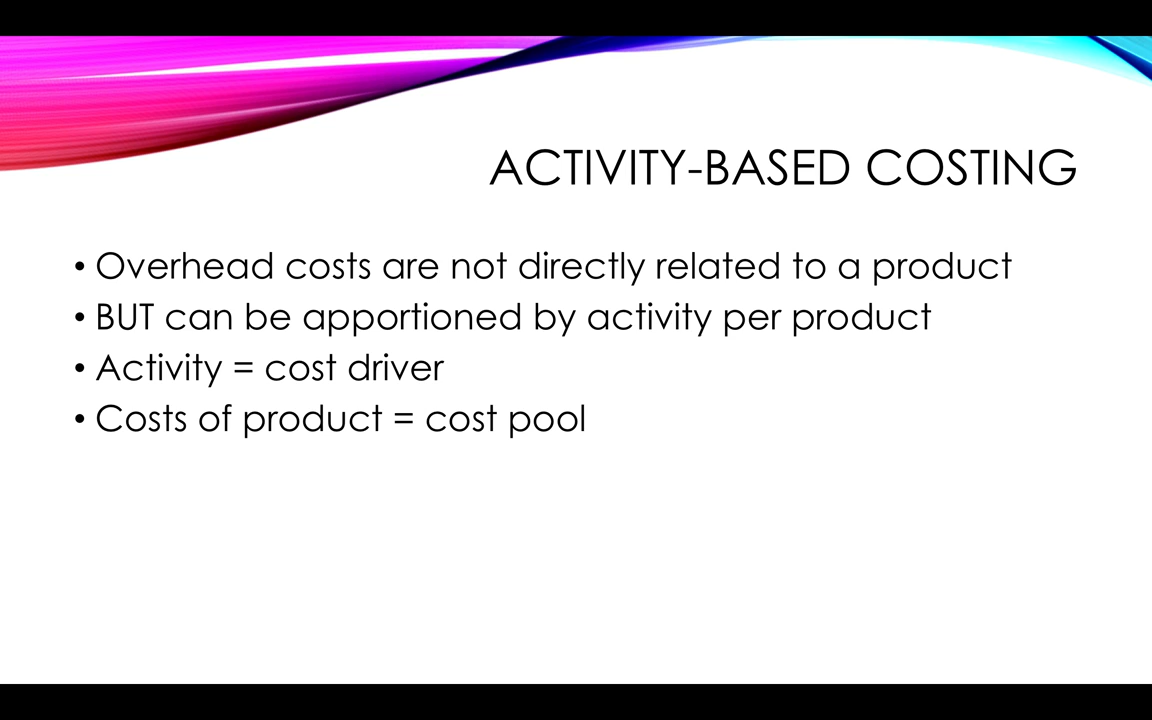 ACTIVITY-BASED COSTING
• Overhead costs are not directly related to a product
• BUT can be apportioned by activity per product
• Activity = cost driver
• Costs of product = cost pool